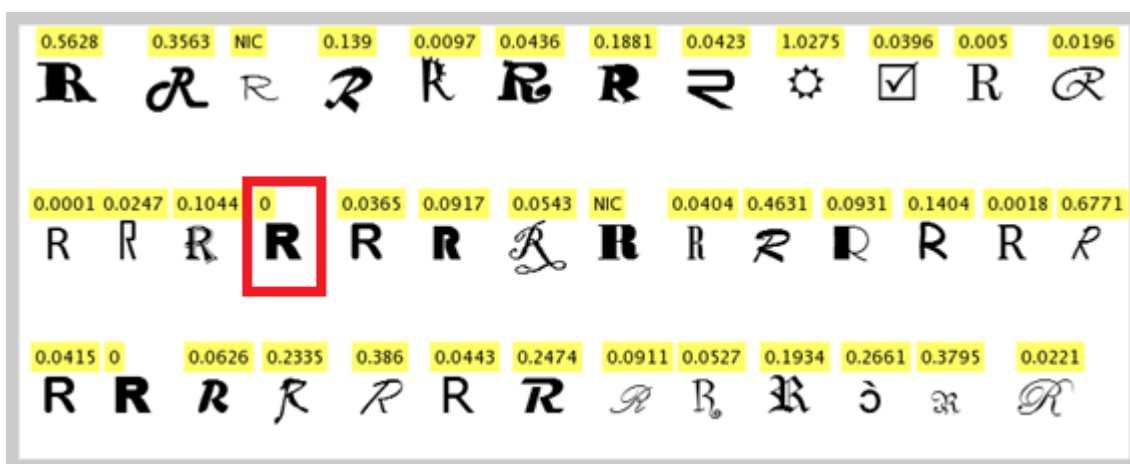 0.5628 0.3563 NIC 0.139 0.0097 0.0436 0.1881 0.0423 1.0275 0.0396 0.005 0.0196
R R R R R R R R R R
0.0001 0.0247 0.1044 0 0.0365 0.0917 0.0543 NIC 0.0404 0.4631 0.0931 0.1404 0.0018 0.6771
R R R R R R R R R R R R R R
0.0415 0 0.0626 0.2335 0.386 0.0443 0.2474 0.0911 0.0527 0.1934 0.2661 0.3795 0.0221
R R R R R R R R R R ɔ̀ R R